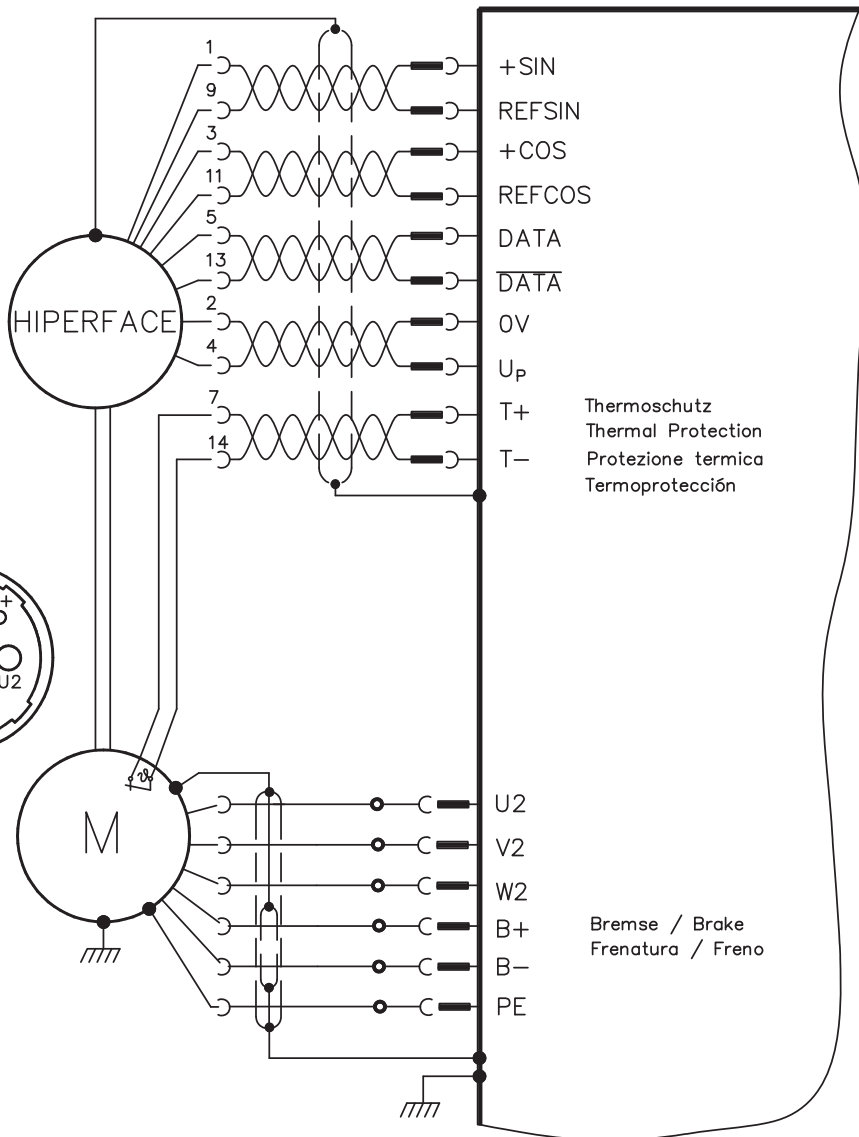 1 +SIN
9 REFSIN
3 +COS
11 REFCOS
5 DATA
13 D̅A̅T̅A̅
HIPERFACE
2 0V
4 Uₚ
7 T+ Thermoschutz
Thermal Protection
14 T− Protezione termica
Termoprotección
+
U2
ϑ
M
U2
V2
W2
B+ Bremse / Brake
B− Frenatura / Freno
PE